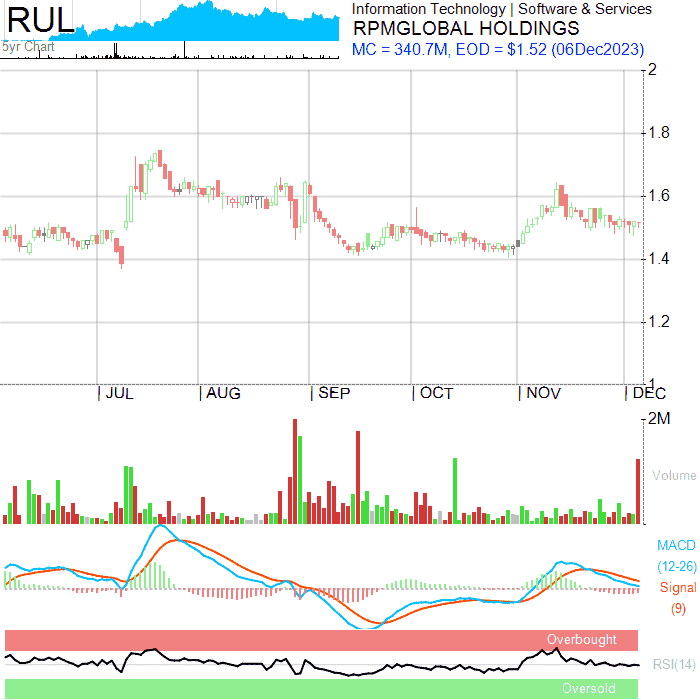 RUL
5yr Chart
Information Technology | Software & Services
RPMGLOBAL HOLDINGS
MC = 340.7M, EOD = $1.52 (06Dec2023)
2
1.8
1.6
1.4
1.2
1
| JUL | AUG | SEP | OCT | NOV | DEC
2M
Volume
MACD
(12-26)
Signal
(9)
Overbought
RSI(14)
Oversold